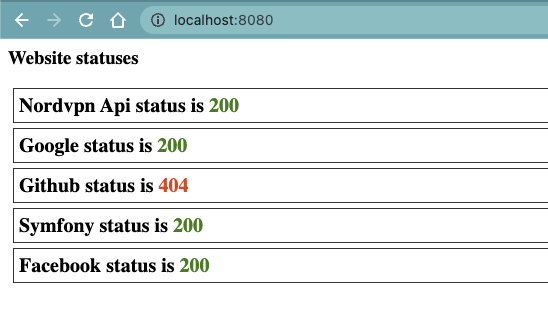 localhost:8080
Website statuses
Nordvpn Api status is 200
Google status is 200
Github status is 404
Symfony status is 200
Facebook status is 200